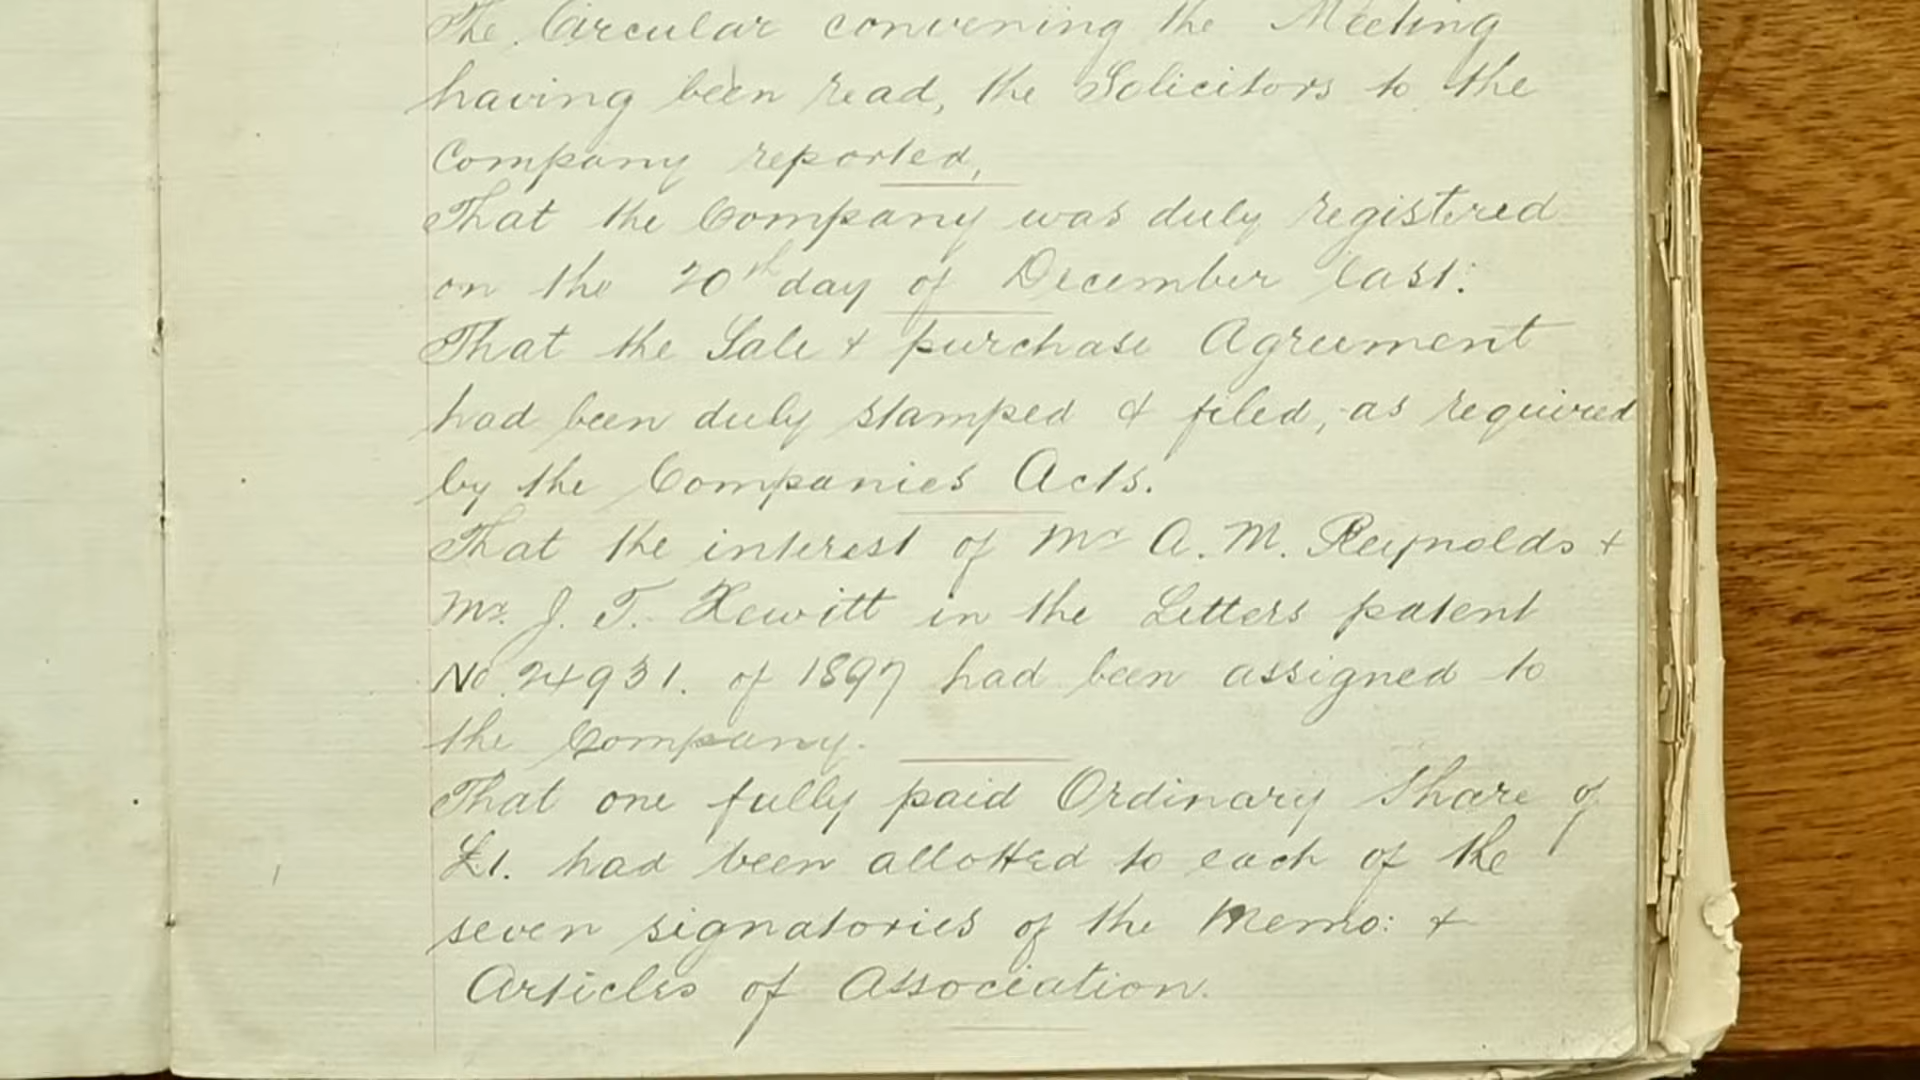 The Circular convening the Meeting
having been read, the Solicitors to the
Company reported,
That the Company was duly registered
on the 20th day of December last:
That the Sale & purchase Agreement
had been duly stamped & filed, as required
by the Companies Acts.
That the interest of Mr A. M. Reynolds &
Mr. J. T. Hewitt in the Letters patent
No. 24931. of 1897 had been assigned to
the Company.
That one fully paid Ordinary Share of
£1. had been allotted to each of the
seven signatories of the Memo: &
Articles of Association.